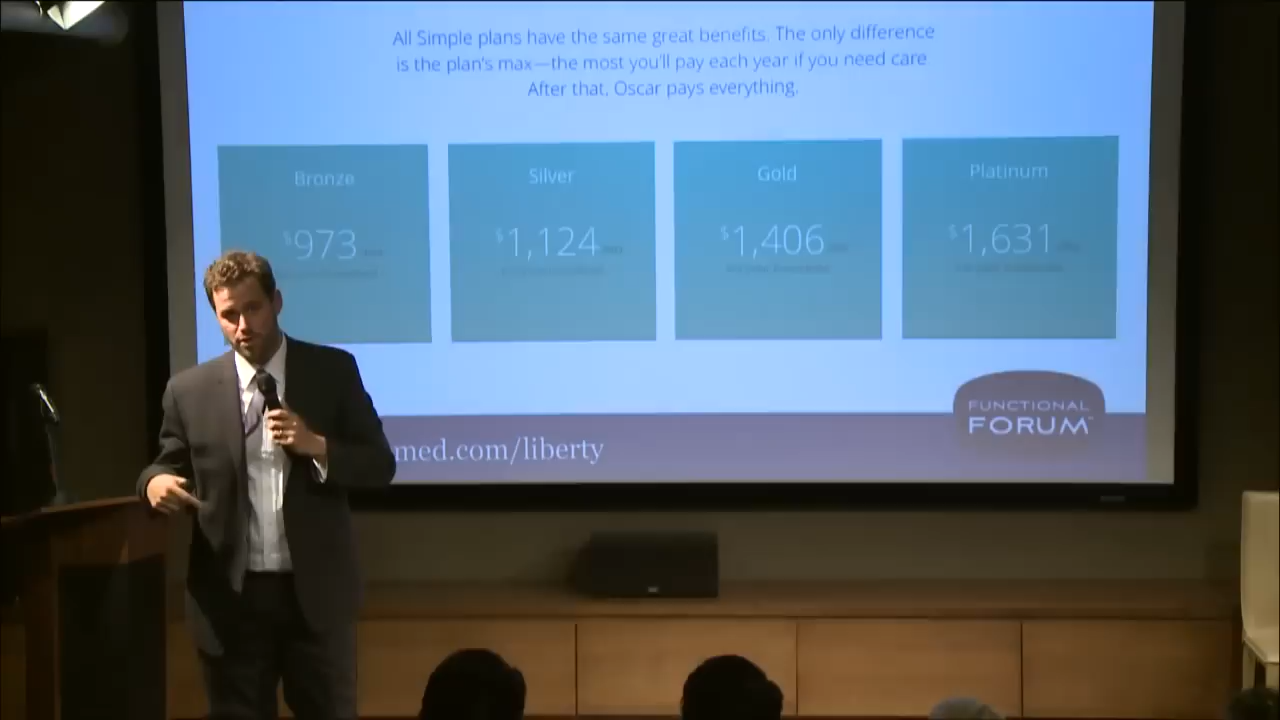 All Simple plans have the same great benefits. The only difference
is the plan's max—the most you'll pay each year if you need care
After that, Oscar pays everything.
Bronze
$973
Silver
$1,124
Gold
$1,406
Platinum
$1,631
FUNCTIONAL
FORUM™
med.com/liberty